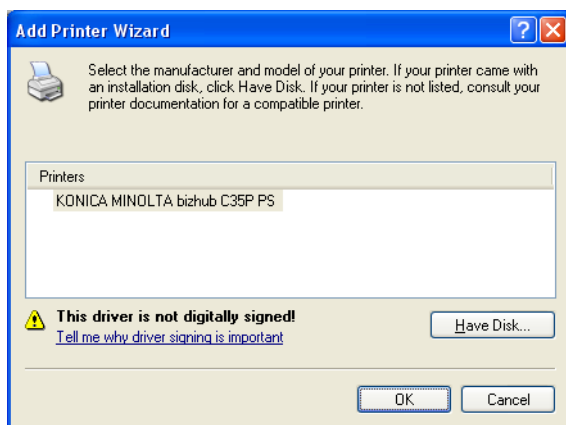 Add Printer Wizard
Select the manufacturer and model of your printer. If your printer came with
an installation disk, click Have Disk. If your printer is not listed, consult your
printer documentation for a compatible printer.
Printers
KONICA MINOLTA bizhub C35P PS
This driver is not digitally signed!
Tell me why driver signing is important
Have Disk...
OK
Cancel